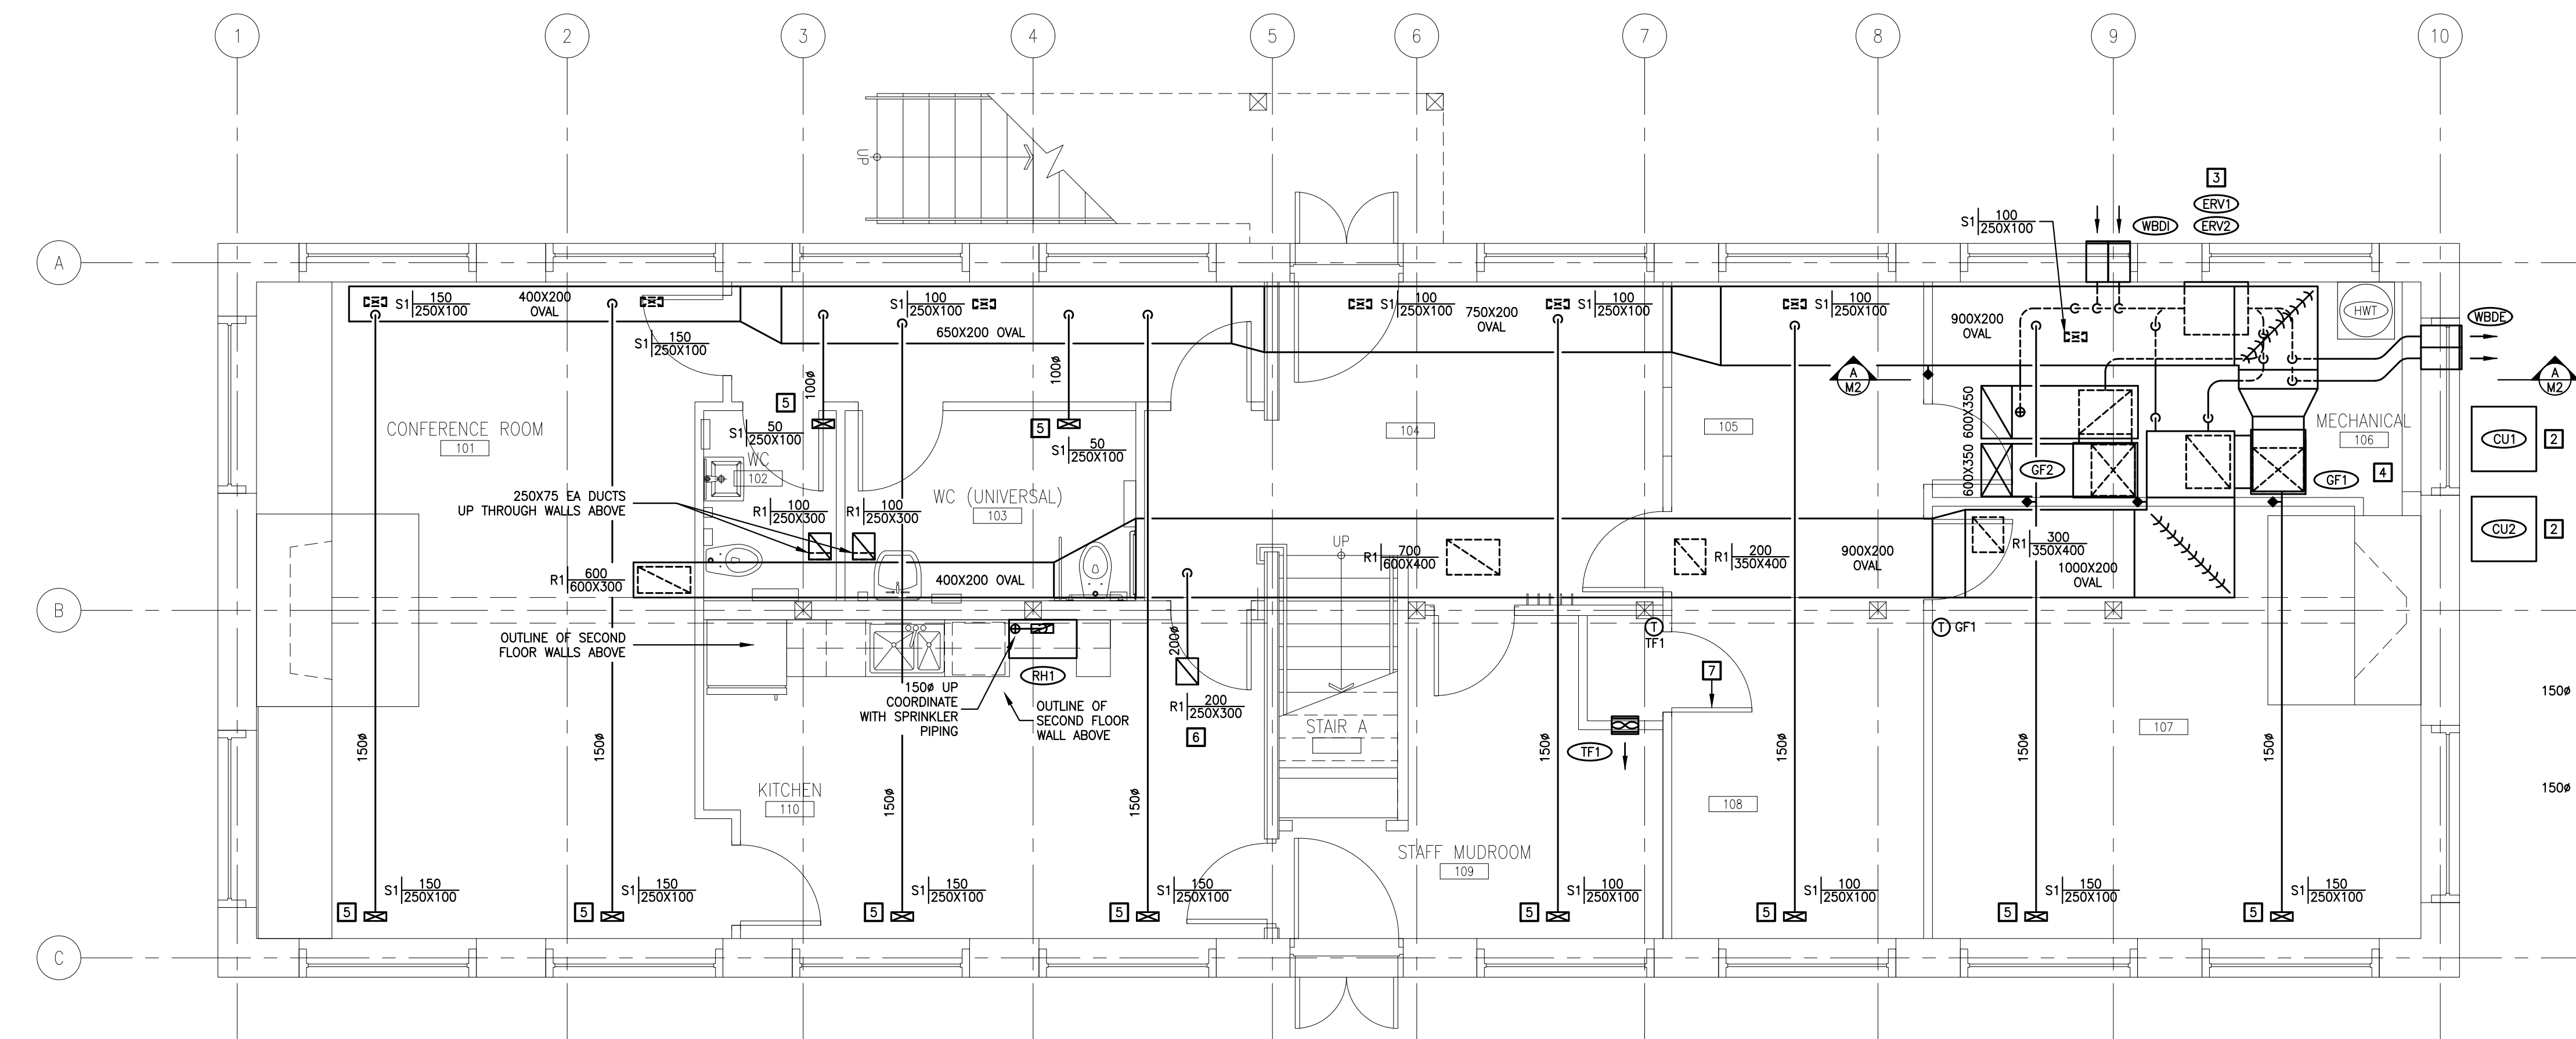 1 2 3 4 5 6 7 8 9 10
UP
3
ERV1
ERV2
WBDI
S1 100
250X100
A
S1 150
250X100
400X200
OVAL
S1 100
250X100
650X200 OVAL
S1 100
250X100
750X200
OVAL
S1 100
250X100
S1 100
250X100
900X200
OVAL
HWT
WBDE
S1 150
250X100
100ø
100ø
A
M2
A
M2
5
5
CONFERENCE ROOM
101
S1 50
250X100
WC
102
S1 50
250X100
104
105
600X350 600X350
MECHANICAL
106
CU1
2
GF2
GF1
4
250X75 EA DUCTS
UP THROUGH WALLS ABOVE
R1 100
250X300
R1 100
250X300
WC (UNIVERSAL)
103
CU2
2
UP
R1 600
600X300
400X200 OVAL
R1 700
600X400
R1 200
350X400
900X200
OVAL
R1 300
350X400
1000X200
OVAL
B
OUTLINE OF SECOND
FLOOR WALLS ABOVE
200ø
T
TF1
T GF1
RH1
7
150ø UP
COORDINATE
WITH SPRINKLER
PIPING
OUTLINE OF
SECOND FLOOR
WALL ABOVE
R1 200
250X300
6
STAIR A
TF1
107
150ø
150ø
150ø
150ø
150ø
150ø
150ø
150ø
150ø
150ø
KITCHEN
110
108
STAFF MUDROOM
109
S1 150
250X100
5
S1 150
250X100
5
S1 150
250X100
5
S1 150
250X100
5
S1 100
250X100
5
S1 100
250X100
5
S1 150
250X100
5
S1 150
250X100
5
C